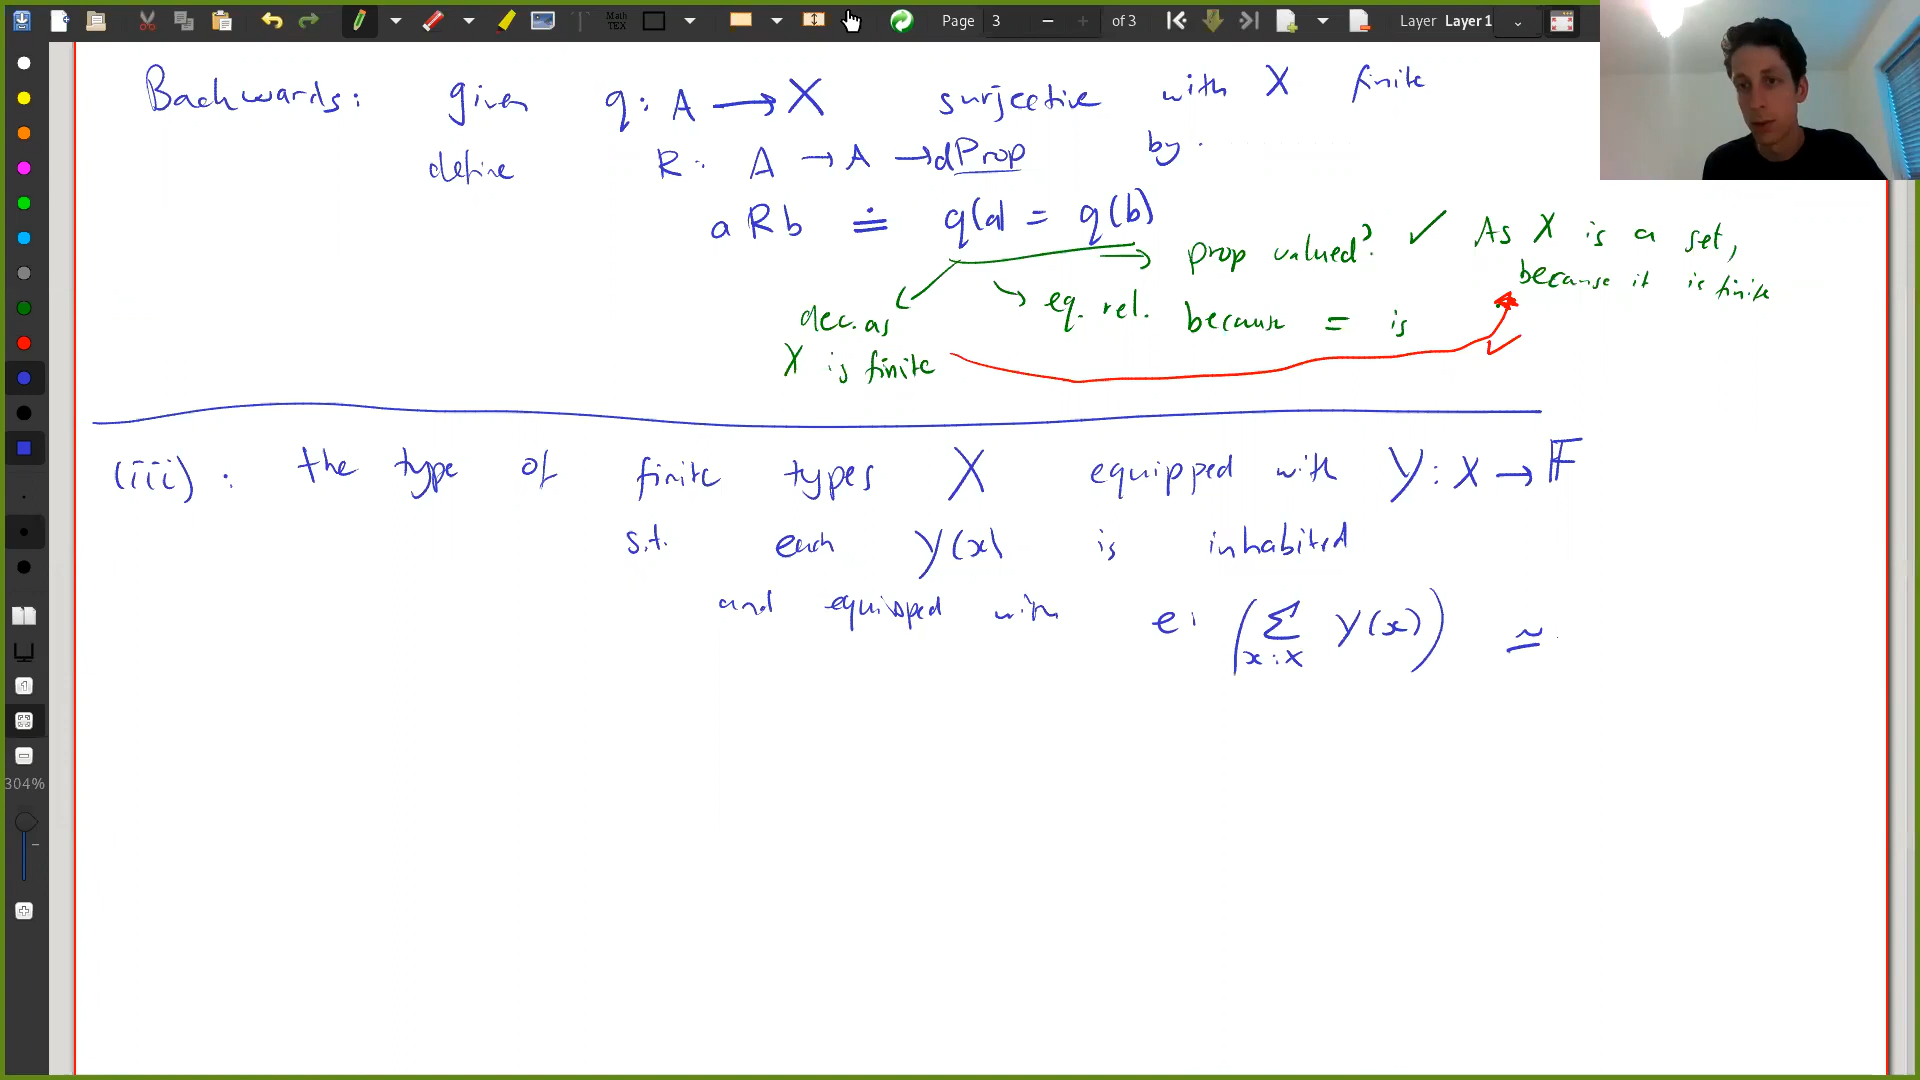 Page 3 of 3 Layer Layer 1
Math TEX
304%
Backwards: given q: A → X surjective with X finite
define R: A → A → dProp by.
a R b ≐ q(a) = q(b)
→ prop valued? ✓ As X is a set,
because it is finite
eq. rel. because = is
dec. as
X is finite
(iii): the type of finite types X equipped with Y: X → 𝔽
s.t. each Y(x) is inhabited
and equipped with e: (∑ Y(x)) ≃
x:X